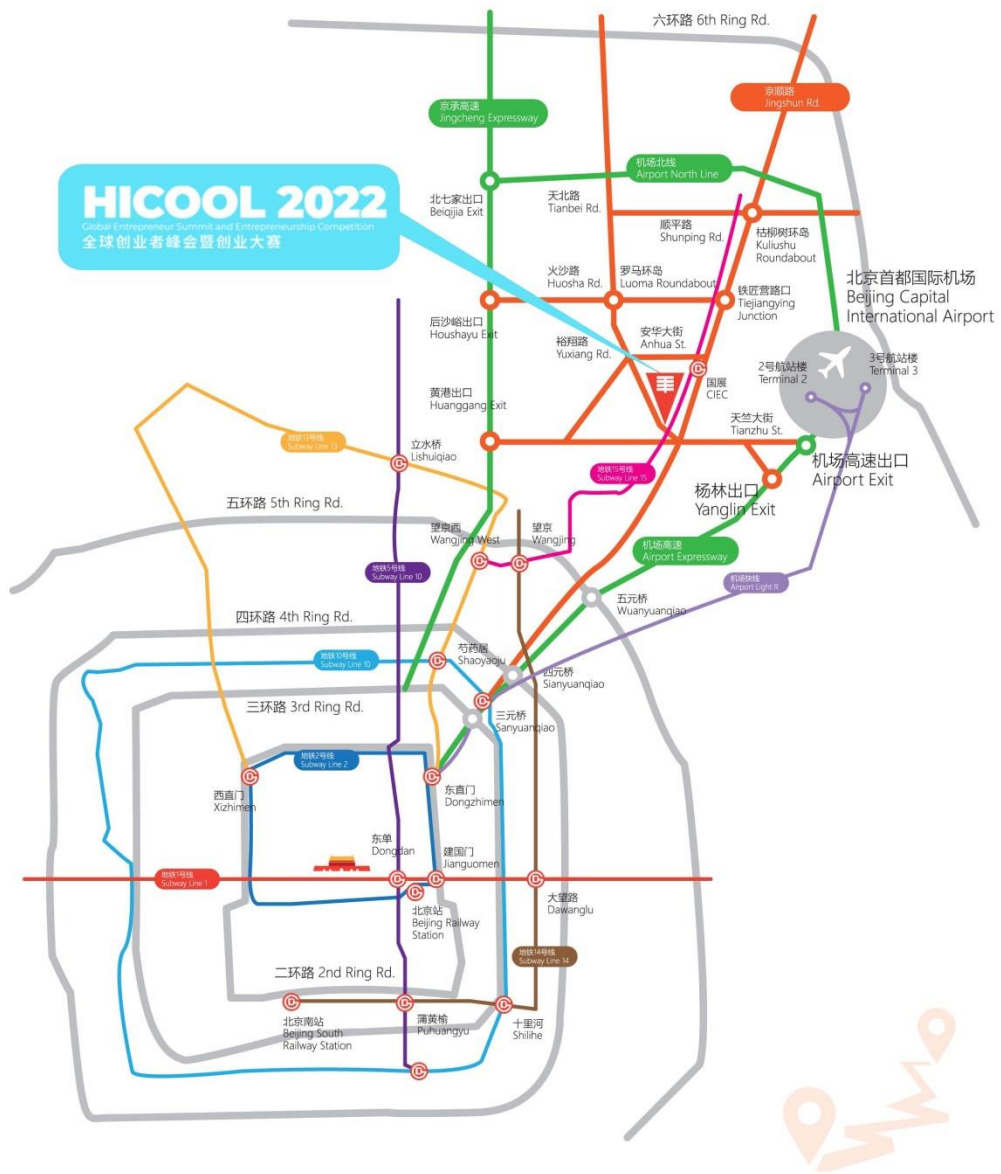 六环路 6th Ring Rd.
京承高速
Jingcheng Expressway
京顺路
Jingshun Rd.
机场北线
Airport North Line
HICOOL 2022
Global Entrepreneur Summit and Entrepreneurship Competition
全球创业者峰会暨创业大赛
北七家出口
Beiqijia Exit
天北路
Tianbei Rd.
顺平路
Shunping Rd.
枯柳树环岛
Kuliushu
Roundabout
火沙路
Huosha Rd.
罗马环岛
Luoma Roundabout
铁匠营路口
Tiejiangying
Junction
北京首都国际机场
Beijing Capital
International Airport
后沙峪出口
Houshayu Exit
裕翔路
Yuxiang Rd.
安华大街
Anhua St.
2号航站楼
Terminal 2
3号航站楼
Terminal 3
国展
CIEC
黄港出口
Huanggang Exit
天竺大街
Tianzhu St.
地铁13号线
Subway Line 13
立水桥
Lishuiqiao
地铁15号线
Subway Line 15
机场高速出口
Airport Exit
杨林出口
Yanglin Exit
五环路 5th Ring Rd.
望京西
Wangjing West
望京
Wangjing
机场高速
Airport Expressway
地铁5号线
Subway Line 10
机场快线
Airport Light R
五元桥
Wuanyuanqiao
四环路 4th Ring Rd.
地铁10号线
Subway Line 10
芍药居
Shaoyaoju
四元桥
Sianyuanqiao
三环路 3rd Ring Rd.
三元桥
Sanyuanqiao
地铁2号线
Subway Line 2
西直门
Xizhimen
东直门
Dongzhimen
东单
Dongdan
建国门
Jianguomen
地铁1号线
Subway Line 1
大望路
Dawanglu
北京站
Beijing Railway
Station
地铁14号线
Subway Line 14
二环路 2nd Ring Rd.
北京南站
Beijing South
Railway Station
蒲黄榆
Puhuangyu
十里河
Shilihe